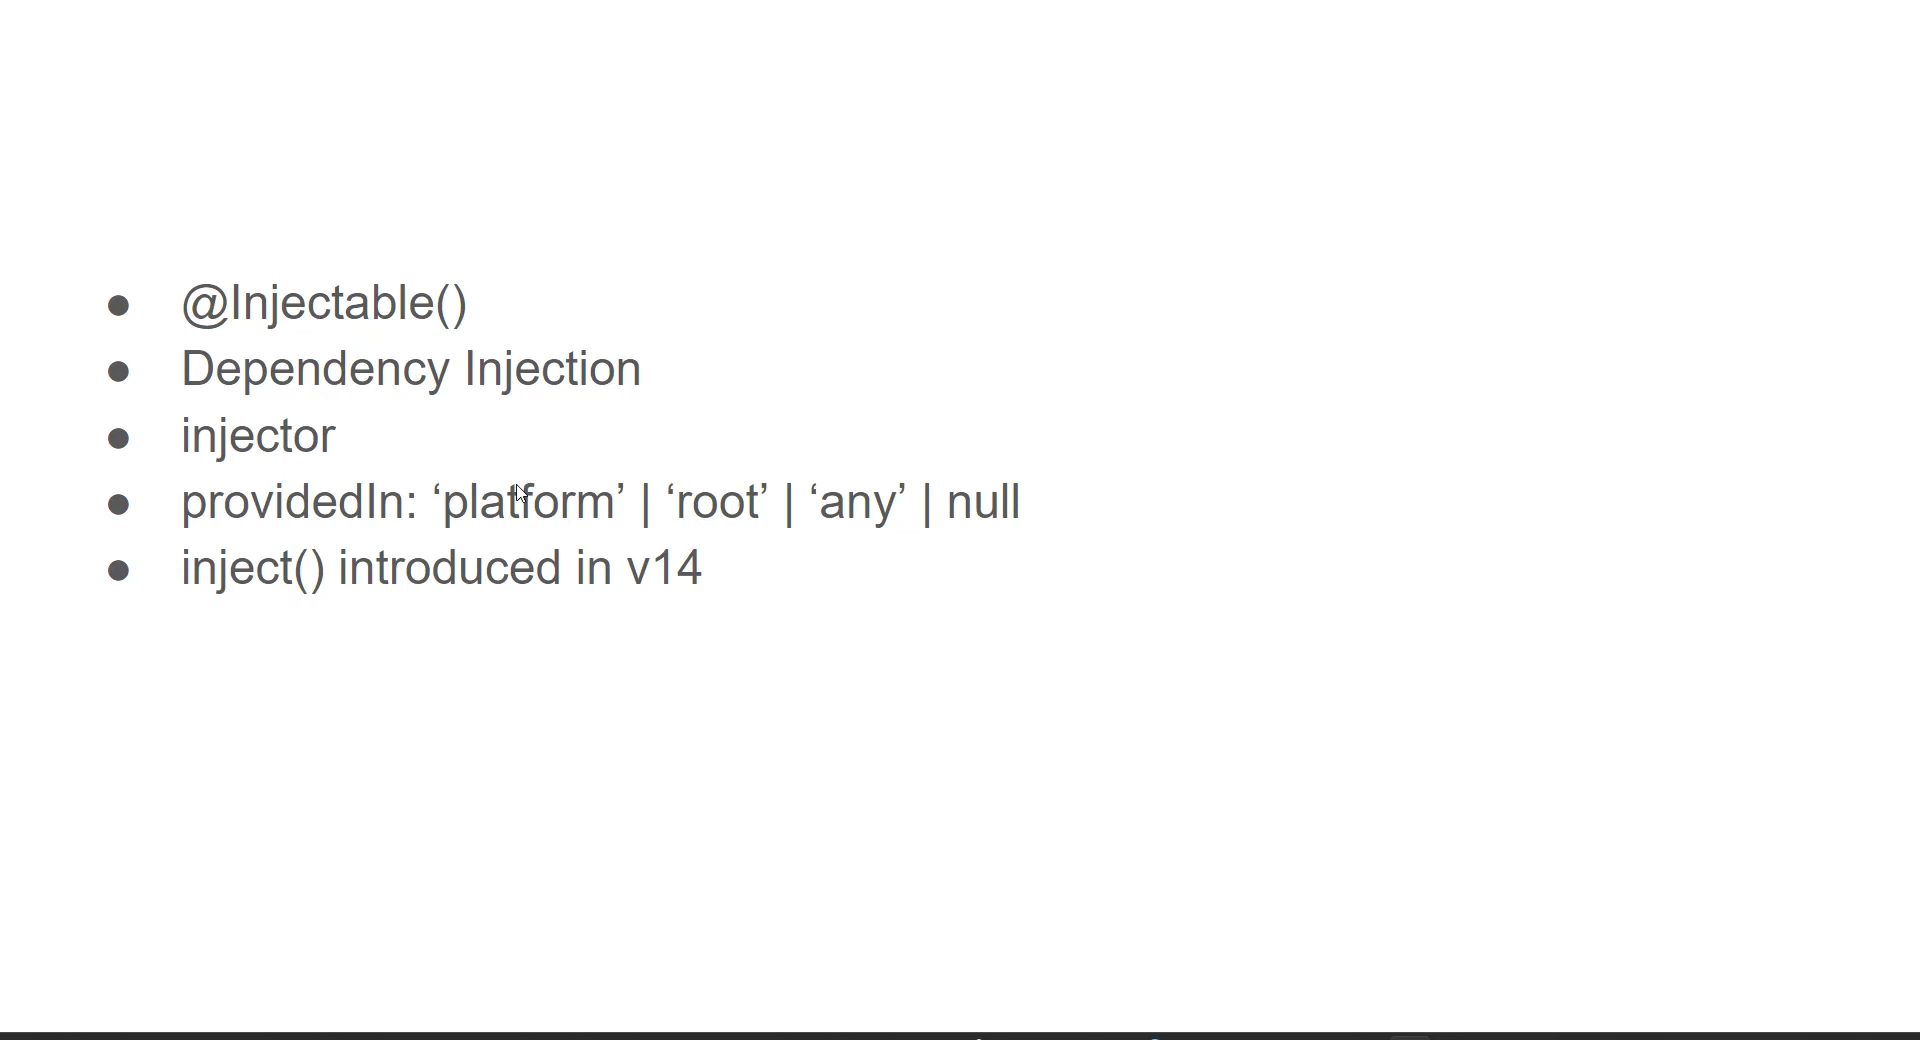 ● @Injectable()
● Dependency Injection
● injector
● providedIn: ‘platform’ | ‘root’ | ‘any’ | null
● inject() introduced in v14